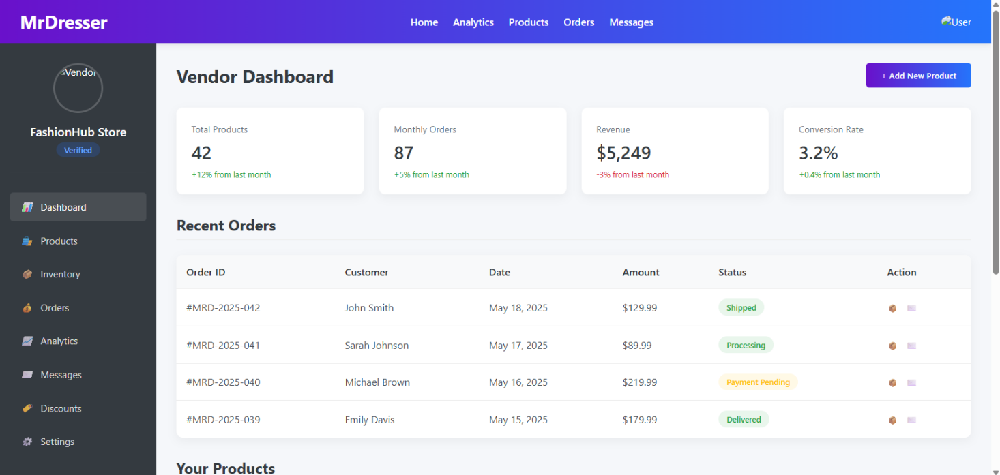 MrDresser
Home Analytics Products Orders Messages
User
Vendor
FashionHub Store
Verified
Dashboard
Products
Inventory
Orders
Analytics
Messages
Discounts
Settings
Vendor Dashboard
+ Add New Product
Total Products
42
+12% from last month
Monthly Orders
87
+5% from last month
Revenue
$5,249
-3% from last month
Conversion Rate
3.2%
+0.4% from last month
Recent Orders
Order ID Customer Date Amount Status Action
#MRD-2025-042 John Smith May 18, 2025 $129.99 Shipped
#MRD-2025-041 Sarah Johnson May 17, 2025 $89.99 Processing
#MRD-2025-040 Michael Brown May 16, 2025 $219.99 Payment Pending
#MRD-2025-039 Emily Davis May 15, 2025 $179.99 Delivered
Your Products